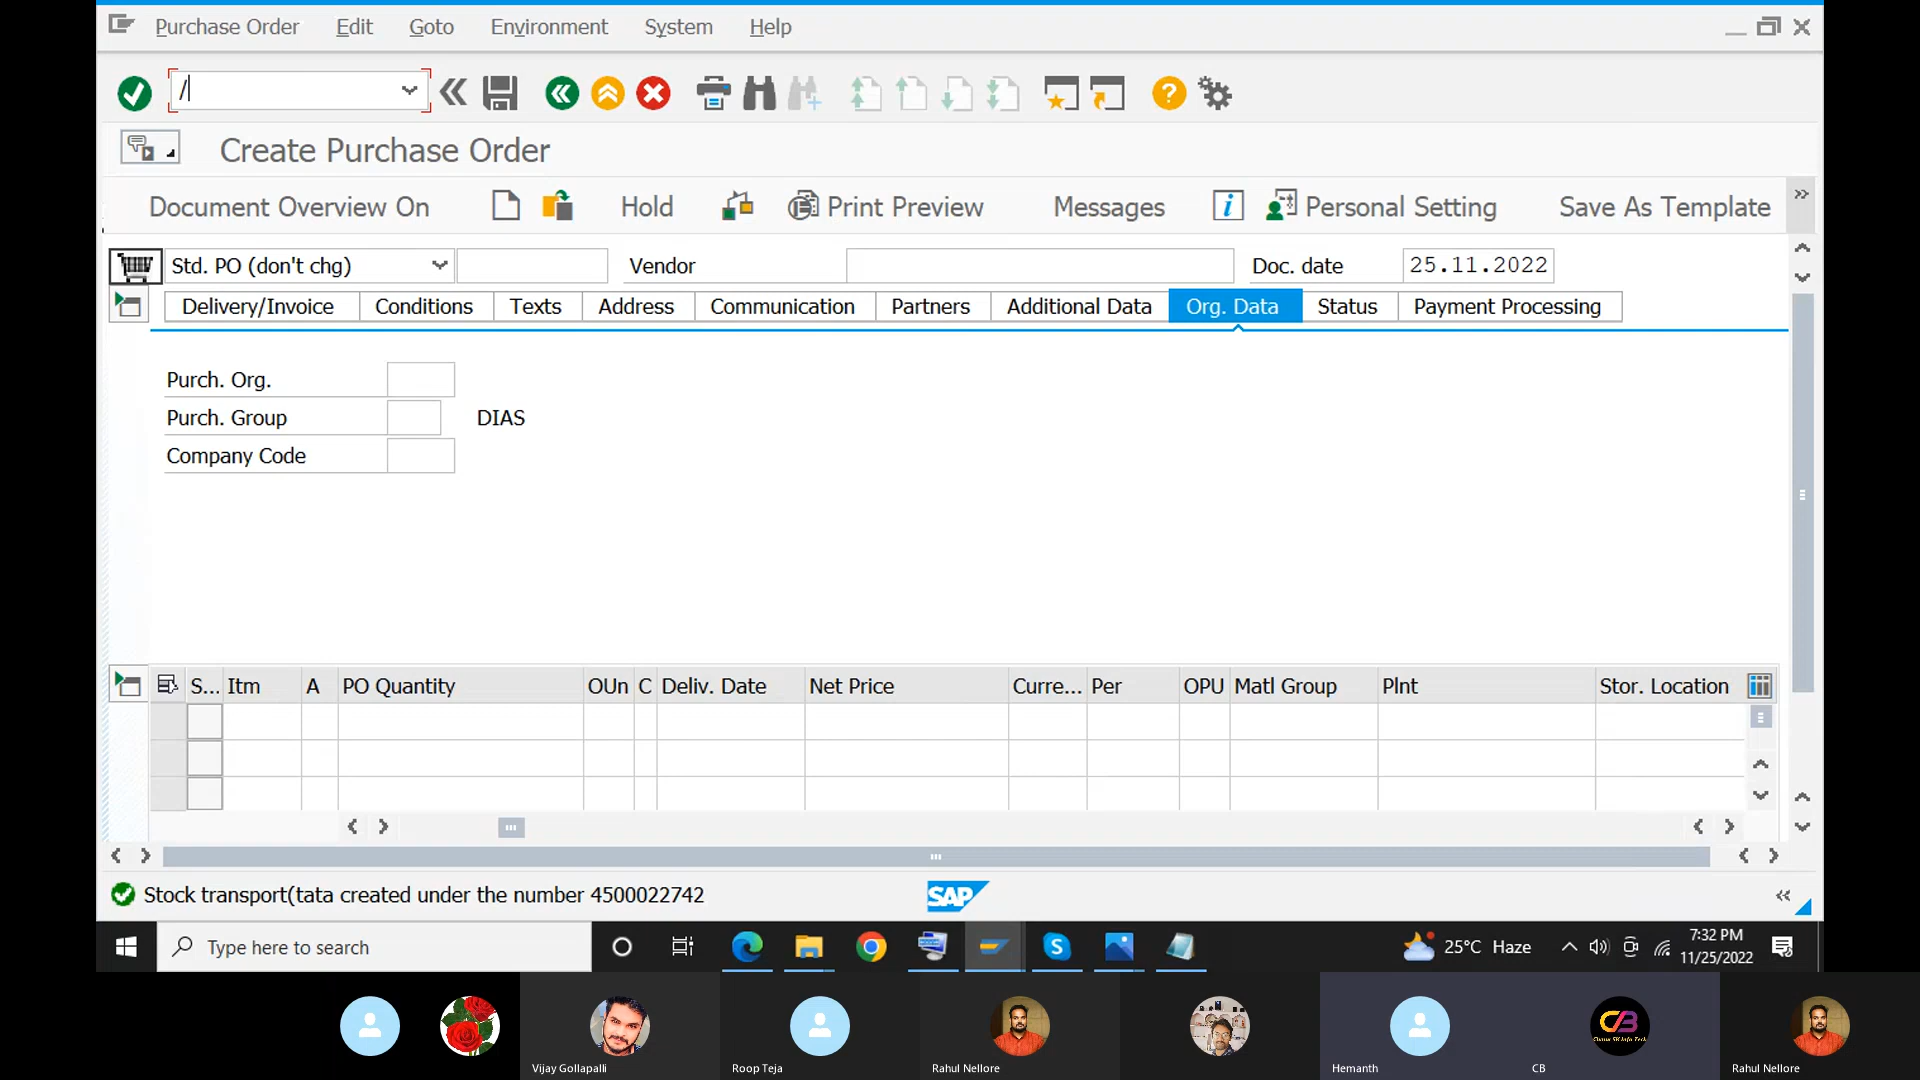 Purchase Order Edit Goto Environment System Help
/
Create Purchase Order
Document Overview On Hold Print Preview Messages Personal Setting Save As Template
Std. PO (don't chg) Vendor Doc. date 25.11.2022
Delivery/Invoice Conditions Texts Address Communication Partners Additional Data Org. Data Status Payment Processing
Purch. Org.
Purch. Group DIAS
Company Code
S... Itm A PO Quantity OUn C Deliv. Date Net Price Curre... Per OPU Matl Group Plnt Stor. Location
Stock transport(tata created under the number 4500022742 SAP
Type here to search 25°C Haze 7:32 PM
11/25/2022
CB
Vijay Gollapalli Roop Teja Rahul Nellore Hemanth CB Rahul Nellore